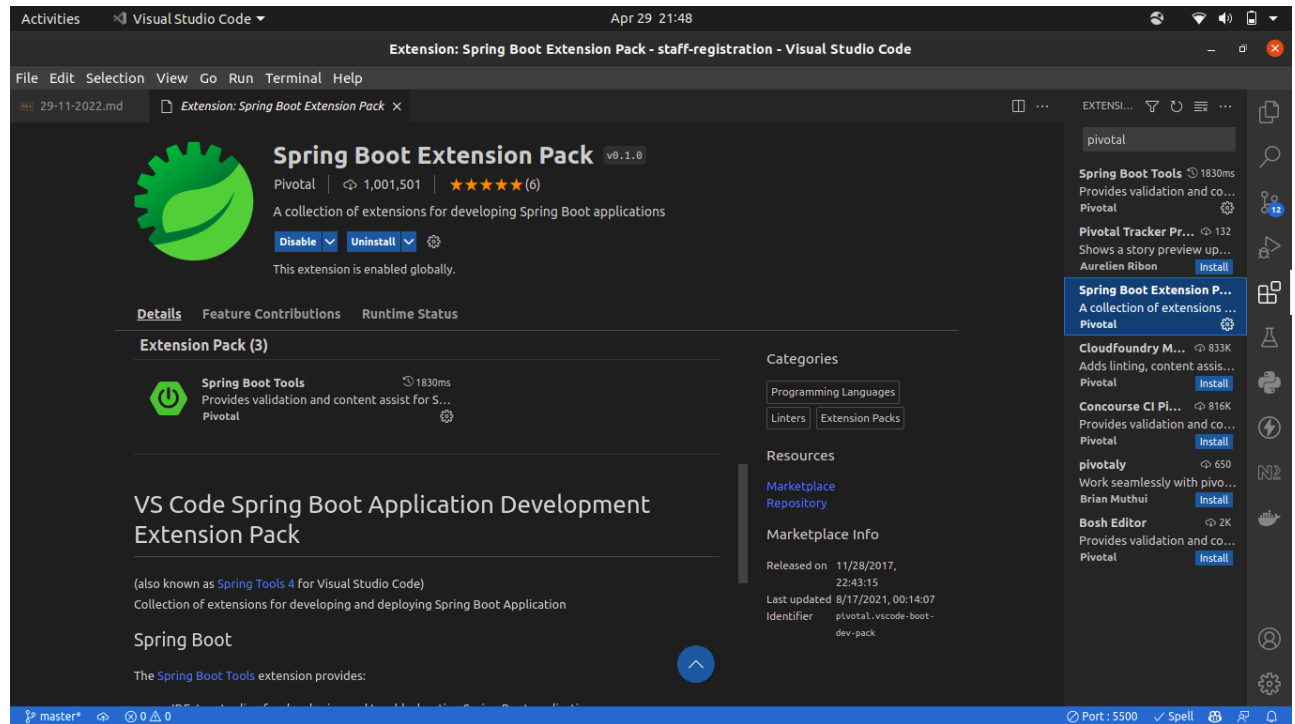 Activities
Visual Studio Code
Apr 29 21:48
Extension: Spring Boot Extension Pack - staff-registration - Visual Studio Code
File Edit Selection View Go Run Terminal Help
29-11-2022.md
Extension: Spring Boot Extension Pack
EXTENSI...
Spring Boot Extension Pack v0.1.0
Pivotal 1,001,501 (6)
A collection of extensions for developing Spring Boot applications
Disable Uninstall
This extension is enabled globally.
Details Feature Contributions Runtime Status
Extension Pack (3)
Spring Boot Tools 1830ms
Provides validation and content assist for S...
Pivotal
VS Code Spring Boot Application Development
Extension Pack
(also known as Spring Tools 4 for Visual Studio Code)
Collection of extensions for developing and deploying Spring Boot Application
Spring Boot
The Spring Boot Tools extension provides:
Categories
Programming Languages
Linters Extension Packs
Resources
Marketplace
Repository
Marketplace Info
Released on 11/28/2017,
22:43:15
Last updated 8/17/2021, 00:14:07
Identifier pivotal.vscode-boot-
dev-pack
pivotal
Spring Boot Tools 1830ms
Provides validation and co...
Pivotal
Pivotal Tracker Pr... 132
Shows a story preview up...
Aurelien Ribon Install
Spring Boot Extension P...
A collection of extensions ...
Pivotal
Cloudfoundry M... 833K
Adds linting, content assis...
Pivotal Install
Concourse CI Pi... 816K
Provides validation and co...
Pivotal Install
pivotaly 650
Work seamlessly with pivo...
Brian Muthui Install
Bosh Editor 2K
Provides validation and co...
Pivotal Install
12
master* 0 0
Port : 5500 Spell